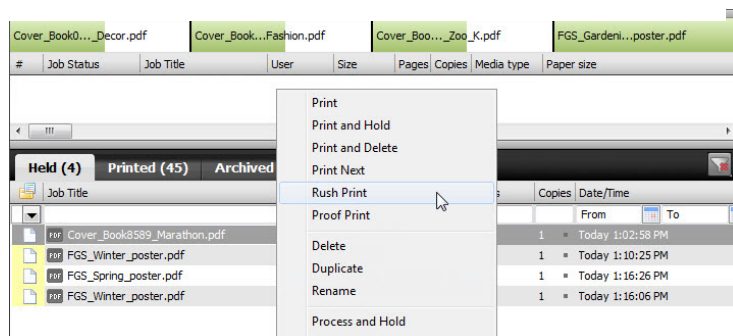 Cover_Book0..._Decor.pdf Cover_Book...Fashion.pdf Cover_Boo..._Zoo_K.pdf FGS_Gardeni...poster.pdf
# Job Status Job Title User Size Pages Copies Media type Paper size
Print
Print and Hold
Print and Delete
Print Next
Rush Print
Proof Print
Delete
Duplicate
Rename
Process and Hold
Held (4) Printed (45) Archived
Job Title Copies Date/Time
From To
PDF Cover_Book8589_Marathon.pdf 1 Today 1:02:58 PM
PDF FGS_Winter_poster.pdf 1 Today 1:10:25 PM
PDF FGS_Spring_poster.pdf 1 Today 1:16:26 PM
PDF FGS_Winter_poster.pdf 1 Today 1:16:06 PM